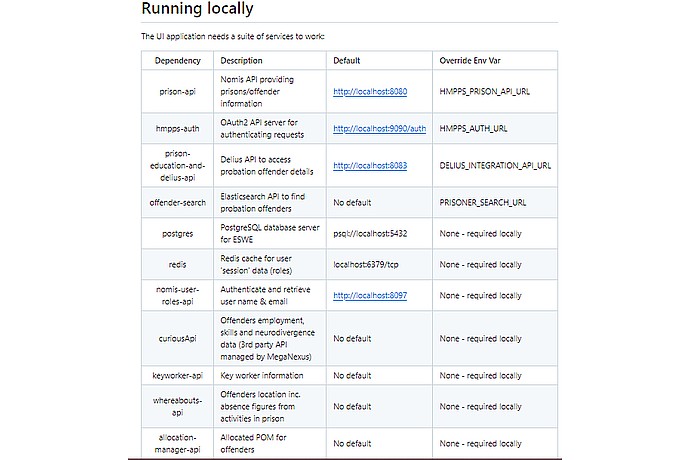 Running locally
The UI application needs a suite of services to work:
Dependency Description Default Override Env Var
prison-api Nomis API providing prisons/offender information http://localhost:8080 HMPPS_PRISON_API_URL
hmpps-auth OAuth2 API server for authenticating requests http://localhost:9090/auth HMPPS_AUTH_URL
prison-education-and-delius-api Delius API to access probation offender details http://localhost:8083 DELIUS_INTEGRATION_API_URL
offender-search Elasticsearch API to find probation offenders No default PRISONER_SEARCH_URL
postgres PostgreSQL database server for ESWE psql://localhost:5432 None - required locally
redis Redis cache for user 'session' data (roles) localhost:6379/tcp None - required locally
nomis-user-roles-api Authenticate and retrieve user name & email http://localhost:8097 None - required locally
curiousApi Offenders employment, skills and neurodivergence data (3rd party API managed by MegaNexus) No default None - required locally
keyworker-api Key worker information No default None - required locally
whereabouts-api Offenders location inc. absence figures from activities in prison No default None - required locally
allocation-manager-api Allocated POM for offenders No default None - required locally